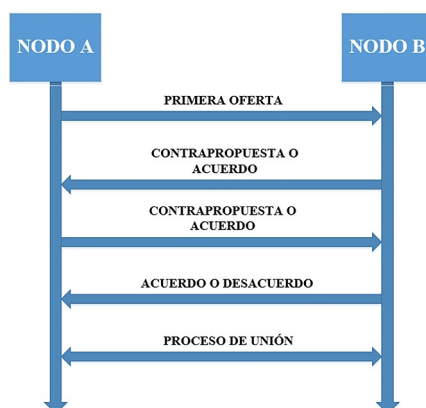 NODO A
NODO B
PRIMERA OFERTA
CONTRAPROPUESTA O
ACUERDO
CONTRAPROPUESTA O
ACUERDO
ACUERDO O DESACUERDO
PROCESO DE UNIÓN